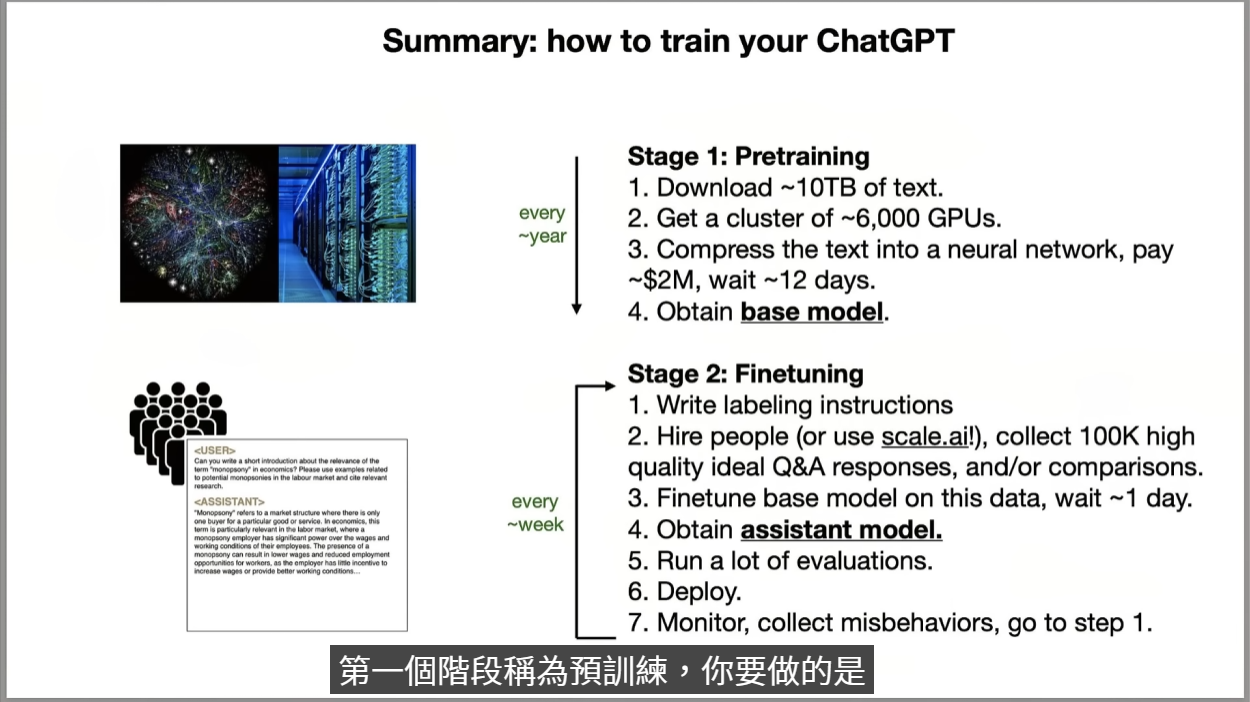 Summary: how to train your ChatGPT
every
~year
Stage 1: Pretraining
1. Download ~10TB of text.
2. Get a cluster of ~6,000 GPUs.
3. Compress the text into a neural network, pay
~$2M, wait ~12 days.
4. Obtain base model.
<USER>
Can you write a short introduction about the relevance of the
term "monopsony" in economics? Please use examples related
to potential monopsonies in the labour market and cite relevant
research.
<ASSISTANT>
"Monopsony" refers to a market structure where there is only
one buyer for a particular good or service. In economics, this
term is particularly relevant in the labor market, where a
monopsony employer has significant power over the wages and
working conditions of their employees. The presence of a
monopsony can result in lower wages and reduced employment
opportunities for workers, as the employer has little incentive to
increase wages or provide better working conditions...
every
~week
Stage 2: Finetuning
1. Write labeling instructions
2. Hire people (or use scale.ai!), collect 100K high
quality ideal Q&A responses, and/or comparisons.
3. Finetune base model on this data, wait ~1 day.
4. Obtain assistant model.
5. Run a lot of evaluations.
6. Deploy.
7. Monitor, collect misbehaviors, go to step 1.
第一個階段稱為預訓練，你要做的是